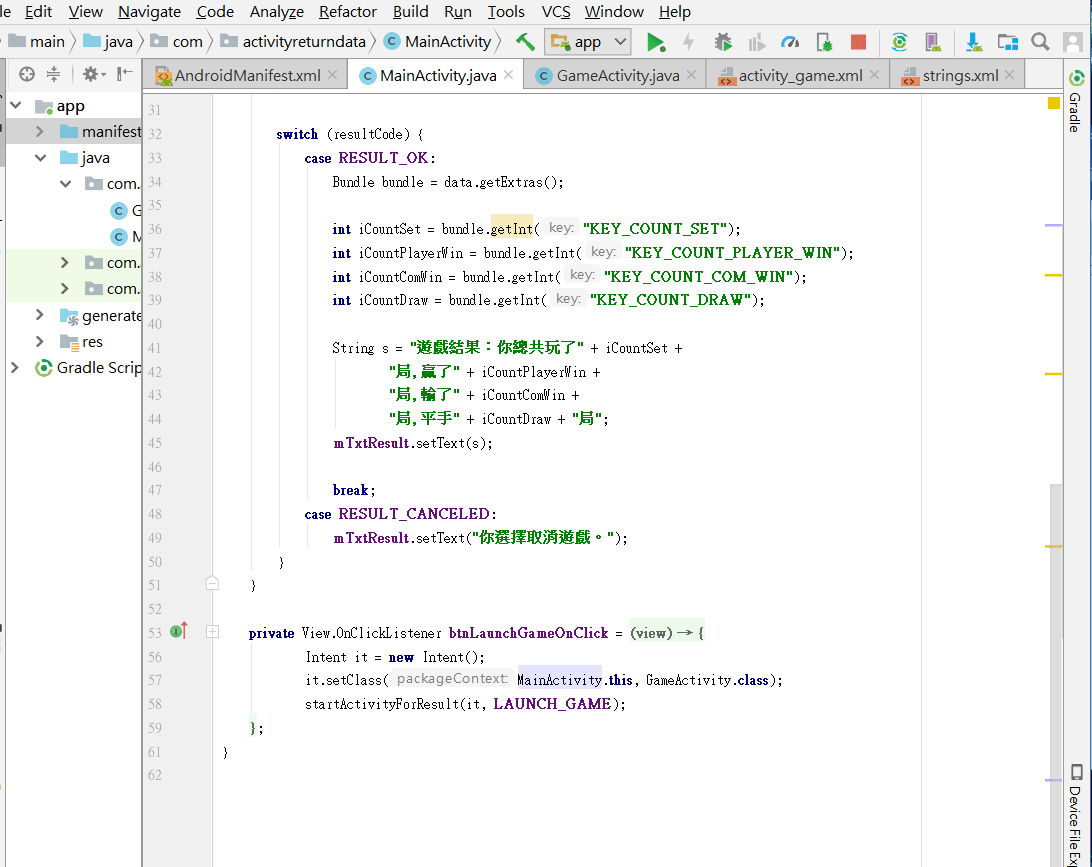 le Edit View Navigate Code Analyze Refactor Build Run Tools VCS Window Help
main java com activityreturndata MainActivity app
AndroidManifest.xml MainActivity.java GameActivity.java activity_game.xml strings.xml
app
manifest
java
com.
G
M
com.
com.
generate
res
Gradle Scrip
31
32 switch (resultCode) {
33 case RESULT_OK:
34 Bundle bundle = data.getExtras();
35
36 int iCountSet = bundle.getInt( key: "KEY_COUNT_SET");
37 int iCountPlayerWin = bundle.getInt( key: "KEY_COUNT_PLAYER_WIN");
38 int iCountComWin = bundle.getInt( key: "KEY_COUNT_COM_WIN");
39 int iCountDraw = bundle.getInt( key: "KEY_COUNT_DRAW");
40
41 String s = "遊戲結果：你總共玩了" + iCountSet +
42 "局,贏了" + iCountPlayerWin +
43 "局,輸了" + iCountComWin +
44 "局,平手" + iCountDraw + "局";
45 mTxtResult.setText(s);
46
47 break;
48 case RESULT_CANCELED:
49 mTxtResult.setText("你選擇取消遊戲。");
50 }
51 }
52
53 private View.OnClickListener btnLaunchGameOnClick = (view) → {
56 Intent it = new Intent();
57 it.setClass( packageContext: MainActivity.this, GameActivity.class);
58 startActivityForResult(it, LAUNCH_GAME);
59 };
61 }
62
Gradle
Device File Exp